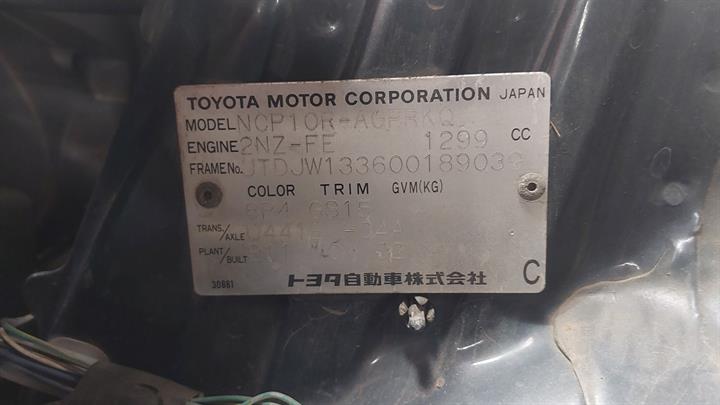 TOYOTA MOTOR CORPORATION JAPAN
MODEL NCP10R-AGPRKQ
ENGINE 2NZ-FE 1299 CC
FRAME No. JTDJW133600189039
COLOR TRIM GVM(KG)
TRANS./AXLE
PLANT/BUILT
トヨタ自動車株式会社
30881 C